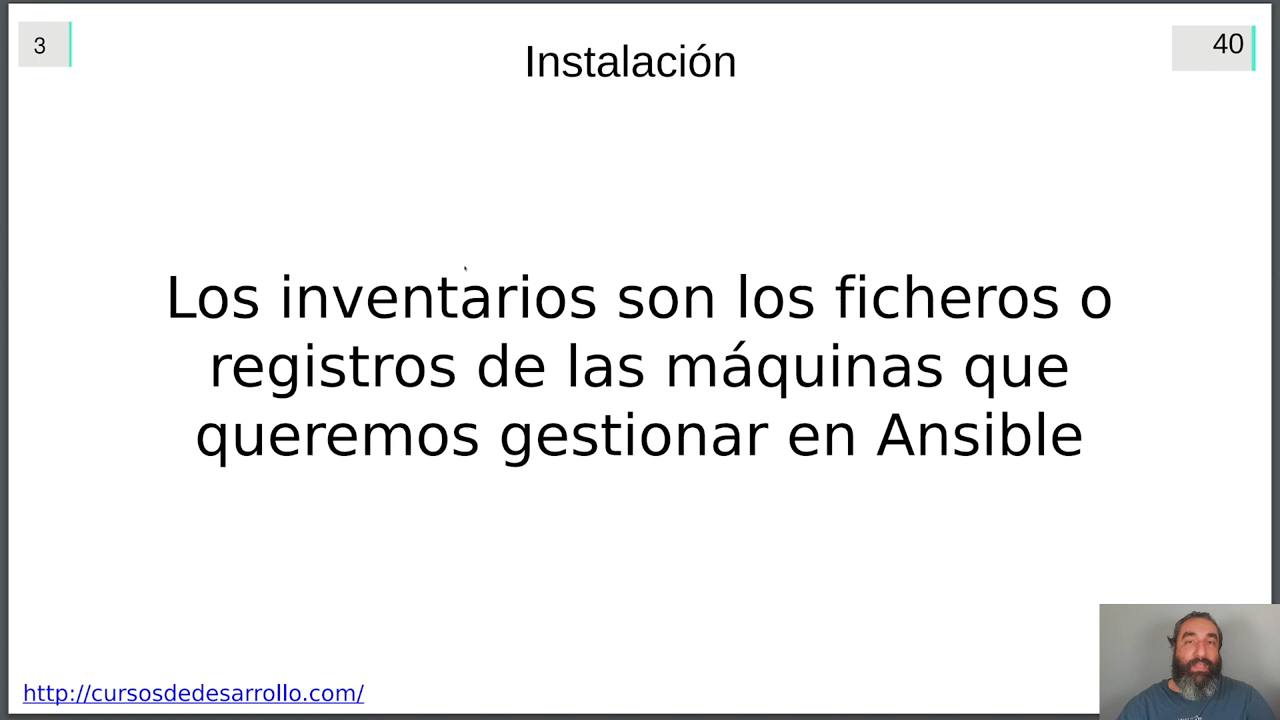 3
Instalación
40
Los inventarios son los ficheros o
registros de las máquinas que
queremos gestionar en Ansible
http://cursosdedesarrollo.com/